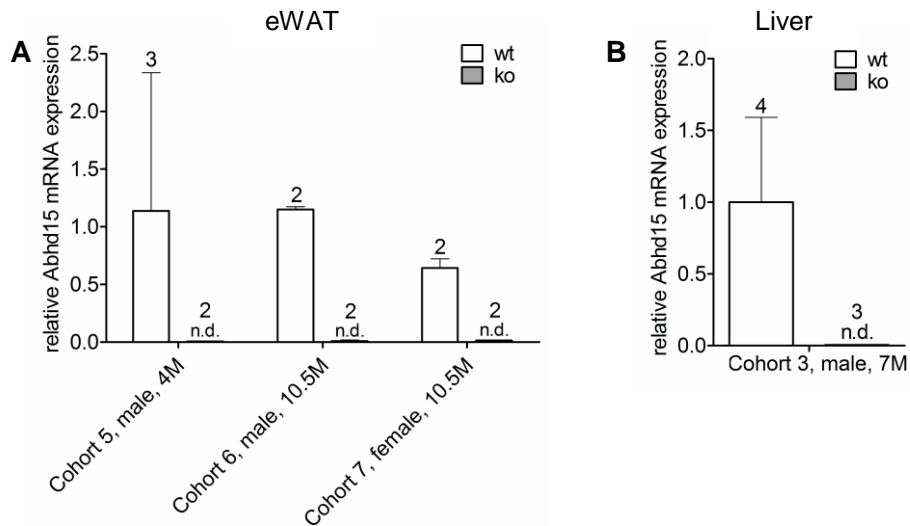 eWAT
A
relative Abhd15 mRNA expression
2.5
2.0
1.5
1.0
0.5
0.0
wt
ko
3
2
n.d.
2
2
n.d.
2
2
n.d.
Cohort 5, male, 4M
Cohort 6, male, 10.5M
Cohort 7, female, 10.5M
Liver
B
relative Abhd15 mRNA expression
2.0
1.5
1.0
0.5
0.0
wt
ko
4
3
n.d.
Cohort 3, male, 7M